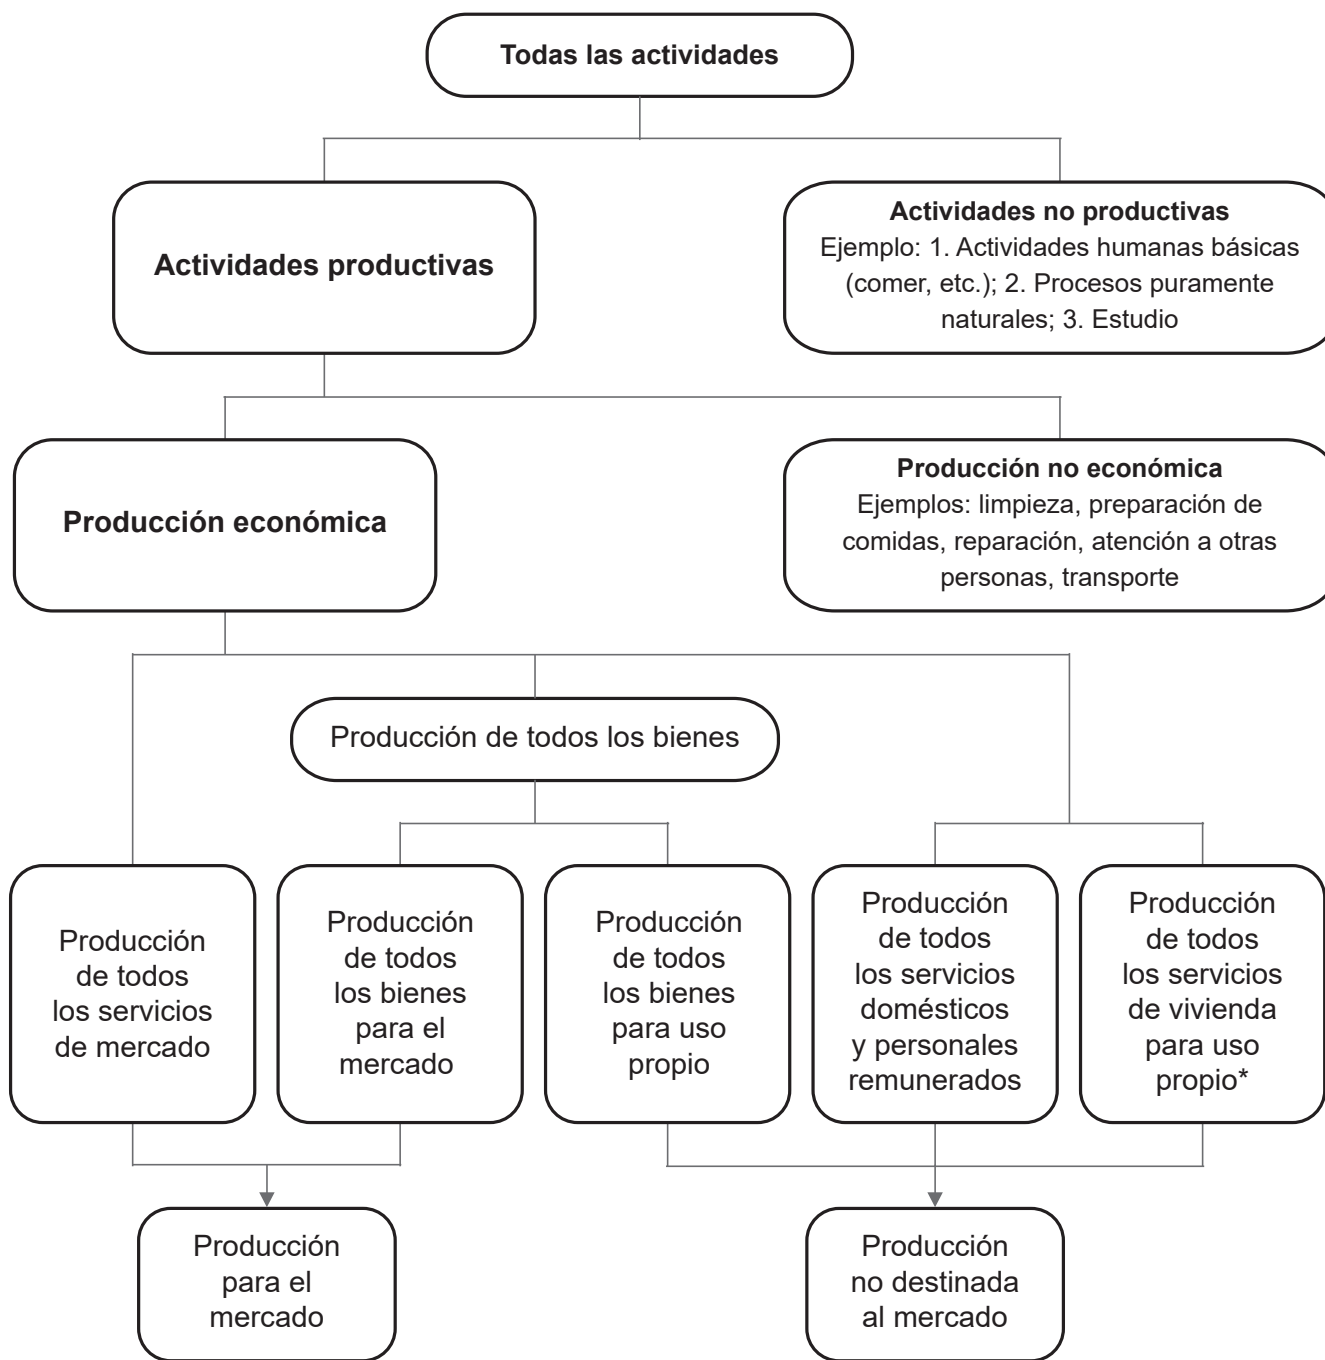 Todas las actividades
Actividades productivas
Actividades no productivas
Ejemplo: 1. Actividades humanas básicas
(comer, etc.); 2. Procesos puramente
naturales; 3. Estudio
Producción económica
Producción no económica
Ejemplos: limpieza, preparación de
comidas, reparación, atención a otras
personas, transporte
Producción de todos los bienes
Producción
de todos
los servicios
de mercado
Producción
de todos
los bienes
para el
mercado
Producción
de todos
los bienes
para uso
propio
Producción
de todos
los servicios
domésticos
y personales
remunerados
Producción
de todos
los servicios
de vivienda
para uso
propio*
Producción
para el
mercado
Producción
no destinada
al mercado